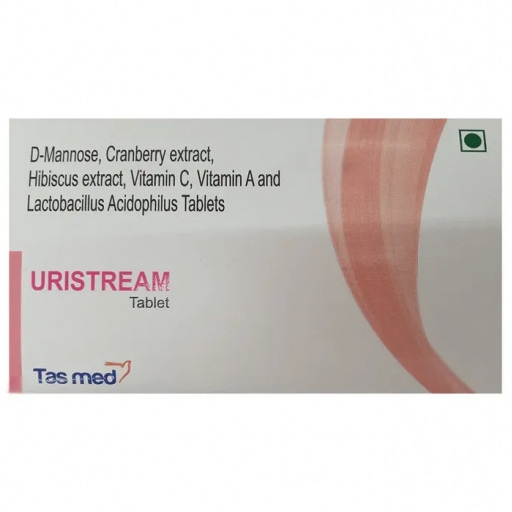 D-Mannose, Cranberry extract,
Hibiscus extract, Vitamin C, Vitamin A and
Lactobacillus Acidophilus Tablets
URISTREAM
Tablet
Tas med